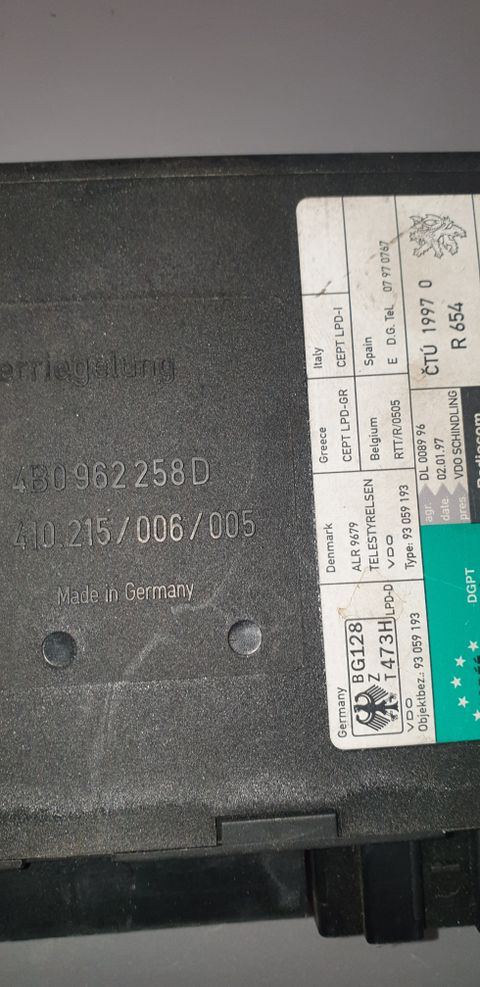 erriegelung
4B0 962 258 D
410.215/006/005
Made in Germany
Germany
BG128
Z
T473H
LPD-D
VDO
Objektbez.: 93 059 193
Denmark
ALR 9679
TELESTYRELSEN
VDO
Type: 93 059 193
Greece
CEPT LPD-GR
Belgium
RTT/R/0505
Italy
CEPT LPD-I
Spain
E D.G. Tel. 07 97 0767
agr. DL 0089 96
date 02.01.97
pres. VDO SCHINDLING
ČTÚ 1997 0
R 654
DGPT